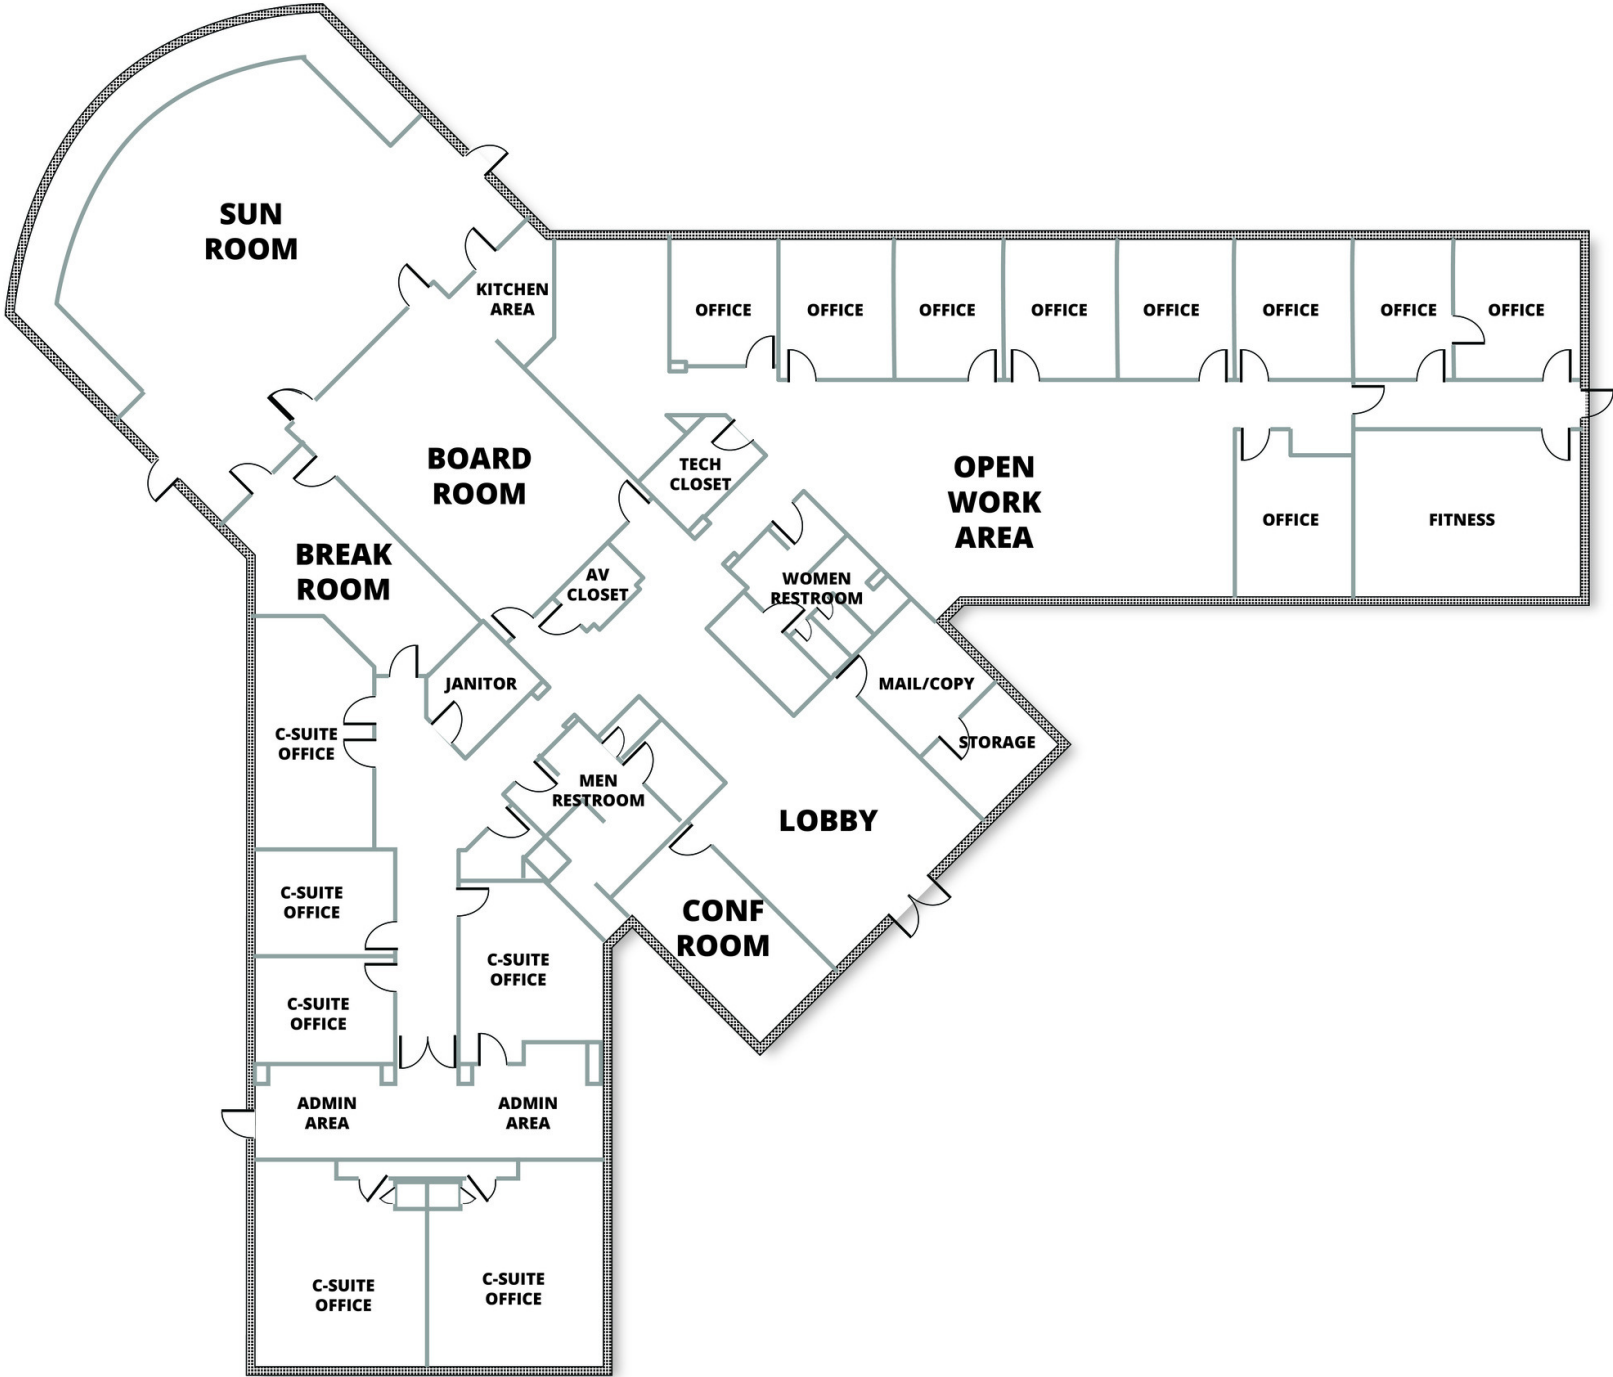 SUN
ROOM
KITCHEN
AREA
OFFICE
OFFICE
OFFICE
OFFICE
OFFICE
OFFICE
OFFICE
OFFICE
BOARD
ROOM
TECH
CLOSET
OPEN
WORK
AREA
OFFICE
FITNESS
BREAK
ROOM
AV
CLOSET
WOMEN
RESTROOM
JANITOR
MAIL/COPY
C-SUITE
OFFICE
STORAGE
MEN
RESTROOM
LOBBY
C-SUITE
OFFICE
CONF
ROOM
C-SUITE
OFFICE
C-SUITE
OFFICE
ADMIN
AREA
ADMIN
AREA
C-SUITE
OFFICE
C-SUITE
OFFICE